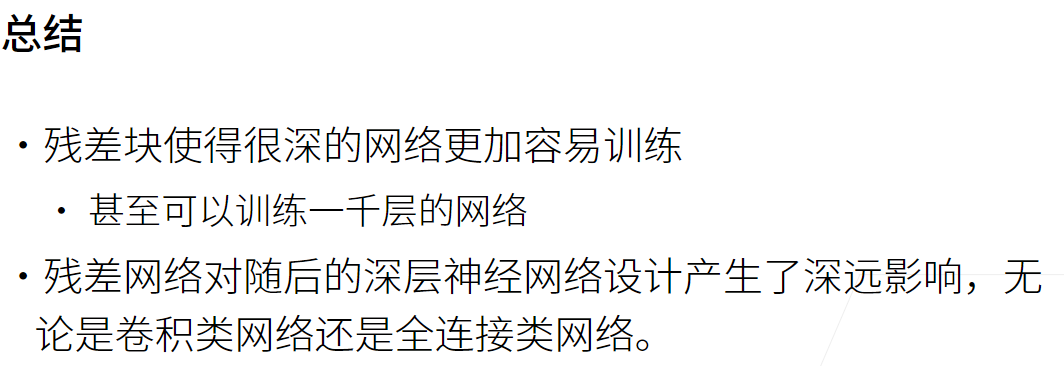 总结
• 残差块使得很深的网络更加容易训练
• 甚至可以训练一千层的网络
• 残差网络对随后的深层神经网络设计产生了深远影响，无
论是卷积类网络还是全连接类网络。